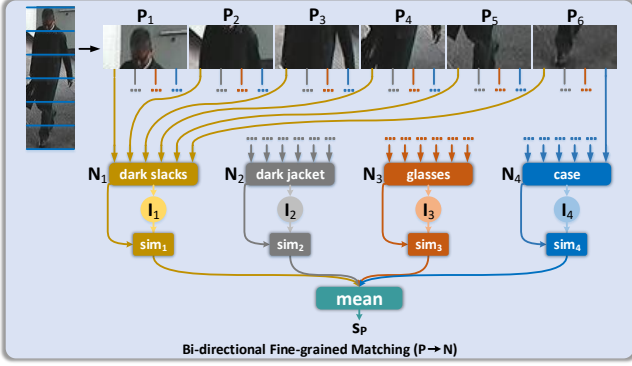 P1 P2 P3 P4 P5 P6
... ... ... ... ... ... ... ... ... ... ... ... ... ... ...
... ... ... ... ... ... ... ... ... ... ... ... ... ... ... ... ... ...
N1 dark slacks N2 dark jacket N3 glasses N4 case
I1 I2 I3 I4
sim1 sim2 sim3 sim4
mean
sP
Bi-directional Fine-grained Matching (P→N)